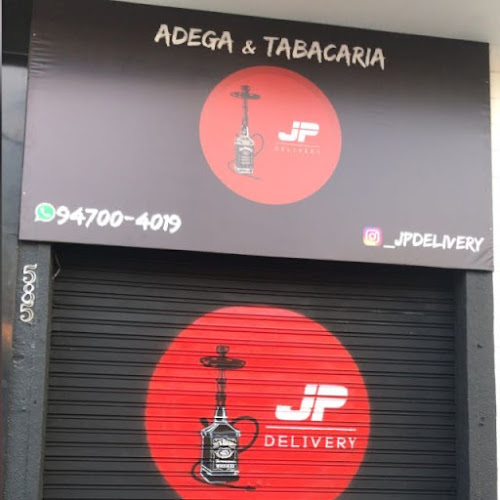 ADEGA & TABACARIA
JP
DELIVERY
94700-4019
_JPDELIVERY
JP
DELIVERY